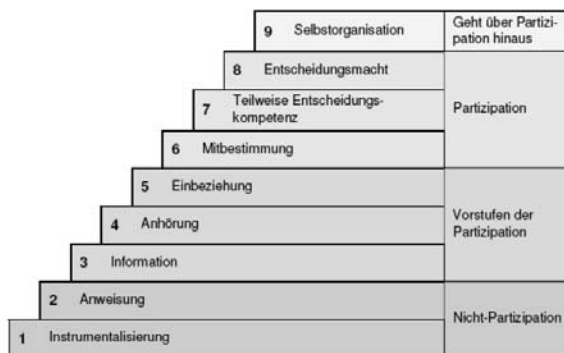 9 Selbstorganisation
Geht über Partizi-
pation hinaus
8 Entscheidungsmacht
7 Teilweise Entscheidungs-
kompetenz
6 Mitbestimmung
Partizipation
5 Einbeziehung
4 Anhörung
3 Information
Vorstufen der
Partizipation
2 Anweisung
1 Instrumentalisierung
Nicht-Partizipation